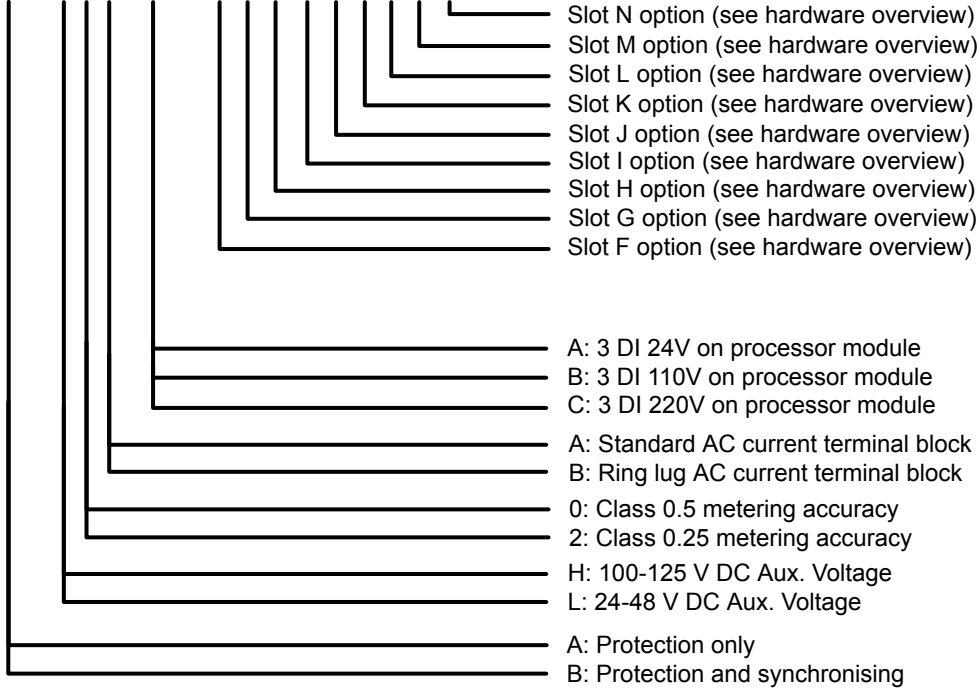 Slot N option (see hardware overview)
Slot M option (see hardware overview)
Slot L option (see hardware overview)
Slot K option (see hardware overview)
Slot J option (see hardware overview)
Slot I option (see hardware overview)
Slot H option (see hardware overview)
Slot G option (see hardware overview)
Slot F option (see hardware overview)
A: 3 DI 24V on processor module
B: 3 DI 110V on processor module
C: 3 DI 220V on processor module
A: Standard AC current terminal block
B: Ring lug AC current terminal block
0: Class 0.5 metering accuracy
2: Class 0.25 metering accuracy
H: 100-125 V DC Aux. Voltage
L: 24-48 V DC Aux. Voltage
A: Protection only
B: Protection and synchronising